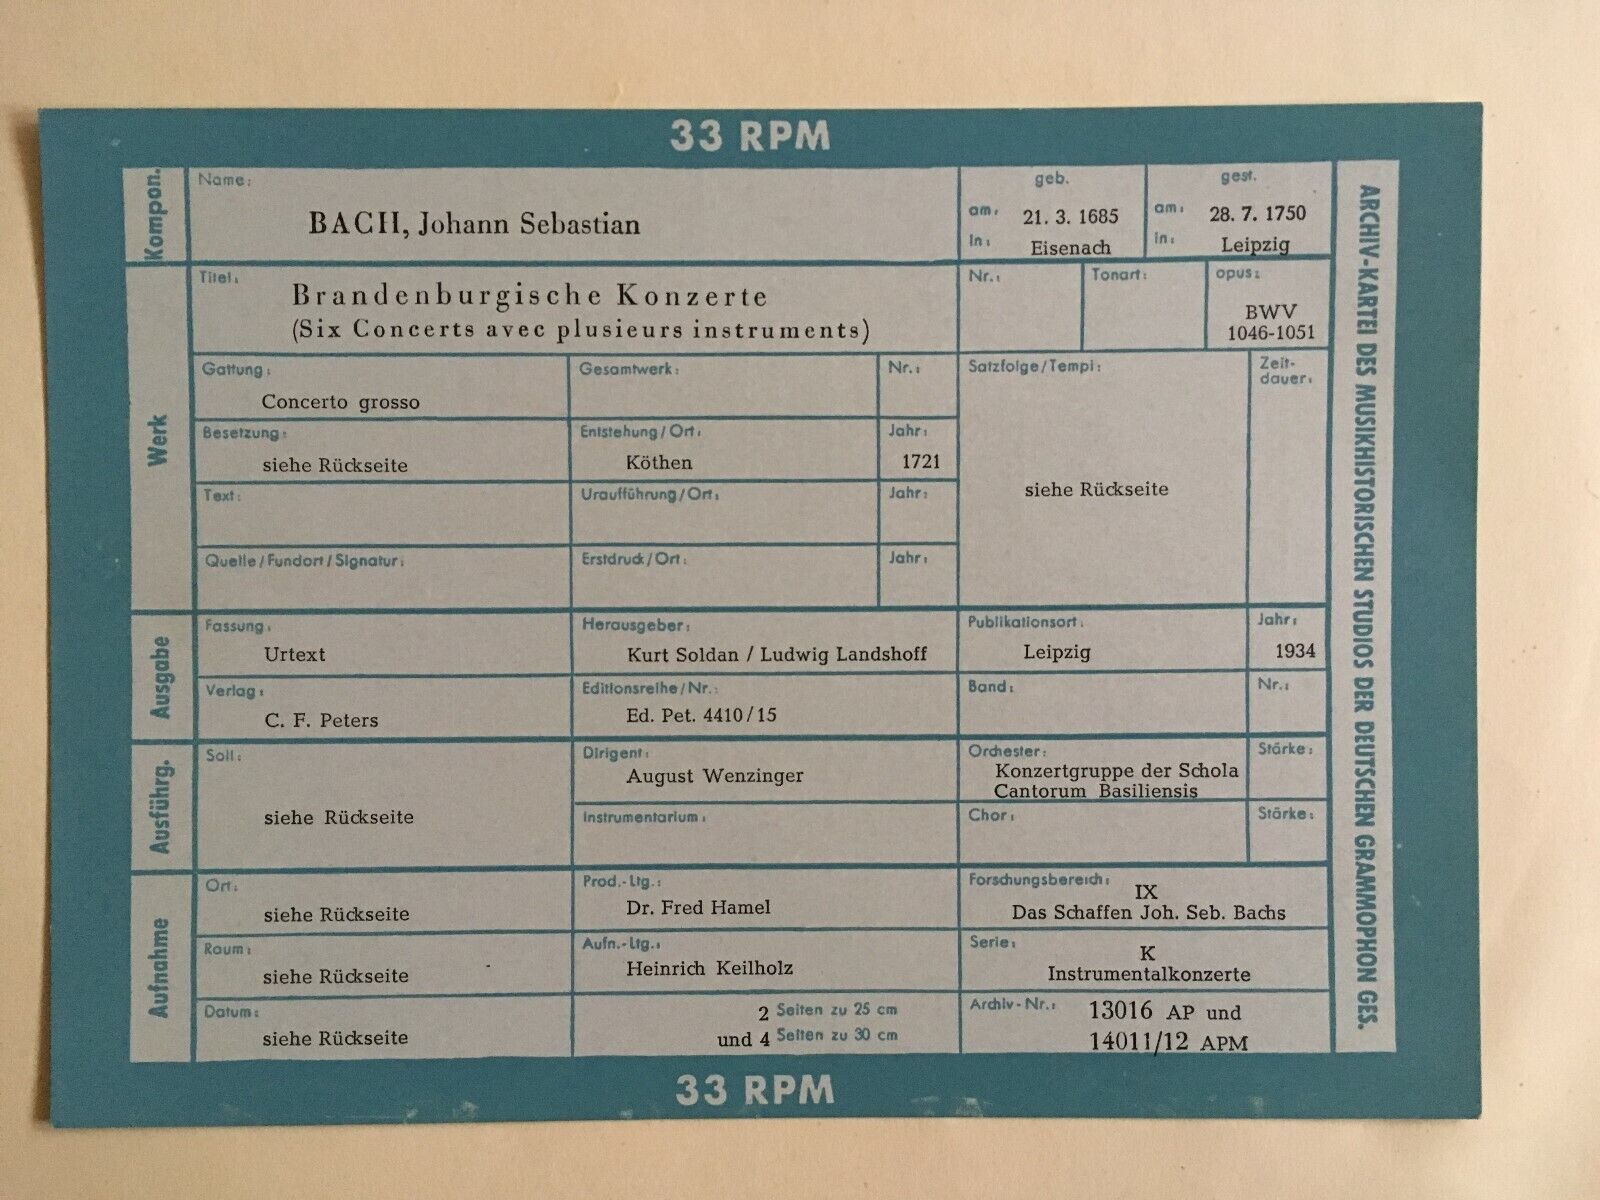 33 RPM
Kompon.
Name:
BACH, Johann Sebastian
geb.
am:
21. 3. 1685
in:
Eisenach
gest.
am:
28. 7. 1750
in:
Leipzig
Werk
Titel:
Brandenburgische Konzerte
(Six Concerts avec plusieurs instruments)
Nr.:
Tonart:
opus:
BWV
1046-1051
Gattung:
Concerto grosso
Gesamtwerk:
Nr.:
Satzfolge/Tempi:
siehe Rückseite
Zeit-
dauer:
Besetzung:
siehe Rückseite
Entstehung/Ort:
Köthen
Jahr:
1721
Text:
Uraufführung/Ort:
Jahr:
Quelle/Fundort/Signatur:
Erstdruck/Ort:
Jahr:
Ausgabe
Fassung:
Urtext
Herausgeber:
Kurt Soldan / Ludwig Landshoff
Publikationsort:
Leipzig
Jahr:
1934
Verlag:
C. F. Peters
Editionsreihe/Nr.:
Ed. Pet. 4410/15
Band:
Nr.:
Ausführg.
Soli:
siehe Rückseite
Dirigent:
August Wenzinger
Orchester:
Konzertgruppe der Schola
Cantorum Basiliensis
Stärke:
Instrumentarium:
Chor:
Stärke:
Aufnahme
Ort:
siehe Rückseite
Prod.-Ltg.:
Dr. Fred Hamel
Forschungsbereich:
IX
Das Schaffen Joh. Seb. Bachs
Raum:
siehe Rückseite
Aufn.-Ltg.:
Heinrich Keilholz
Serie:
K
Instrumentalkonzerte
Datum:
siehe Rückseite
2 Seiten zu 25 cm
und 4 Seiten zu 30 cm
Archiv-Nr.:
13016 AP und
14011/12 APM
ARCHIV-KARTEI DES MUSIKHISTORISCHEN STUDIOS DER DEUTSCHEN GRAMMOPHON GES.
33 RPM